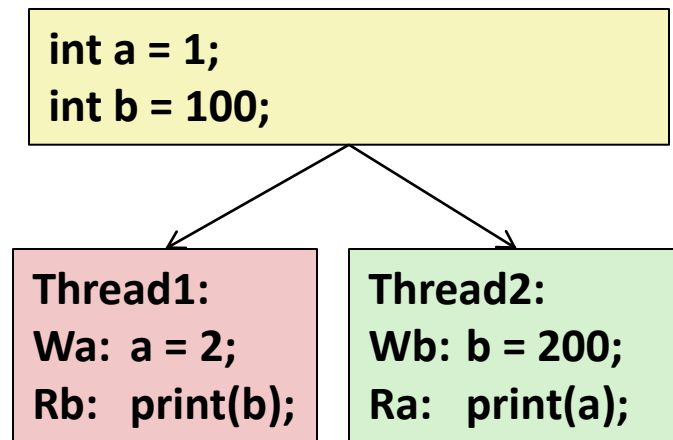 int a = 1;
int b = 100;
Thread1:
Wa: a = 2;
Rb: print(b);
Thread2:
Wb: b = 200;
Ra: print(a);